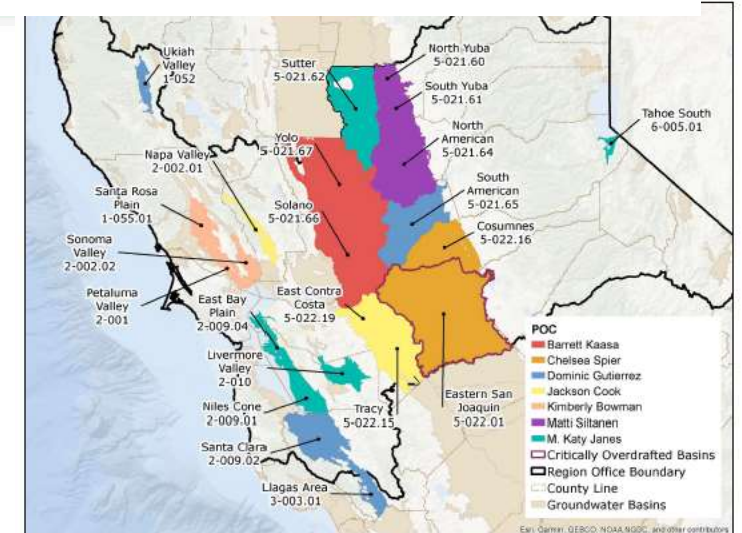 Ukiah
Valley
1-052
Sutter
5-021.62
North Yuba
5-021.60
South Yuba
5-021.61
Tahoe South
6-005.01
North
American
5-021.64
Yolo
5-021.67
Napa Valley
2-002.01
South
American
5-021.65
Santa Rosa
Plain
1-055.01
Solano
5-021.66
Cosumnes
5-022.16
Sonoma
Valley
2-002.02
Petaluma
Valley
2-001
East Bay
Plain
2-009.04
East Contra
Costa
5-022.19
Livermore
Valley
2-010
Niles Cone
2-009.01
Tracy
5-022.15
Eastern San
Joaquin
5-022.01
Santa Clara
2-009.02
Llagas Area
3-003.01
POC
Barrett Kaasa
Chelsea Spier
Dominic Gutierrez
Jackson Cook
Kimberly Bowman
Matti Siltanen
M. Katy Janes
Critically Overdrafted Basins
Region Office Boundary
County Line
Groundwater Basins
Esri, Garmin, GEBCO, NOAA NGDC, and other contributors